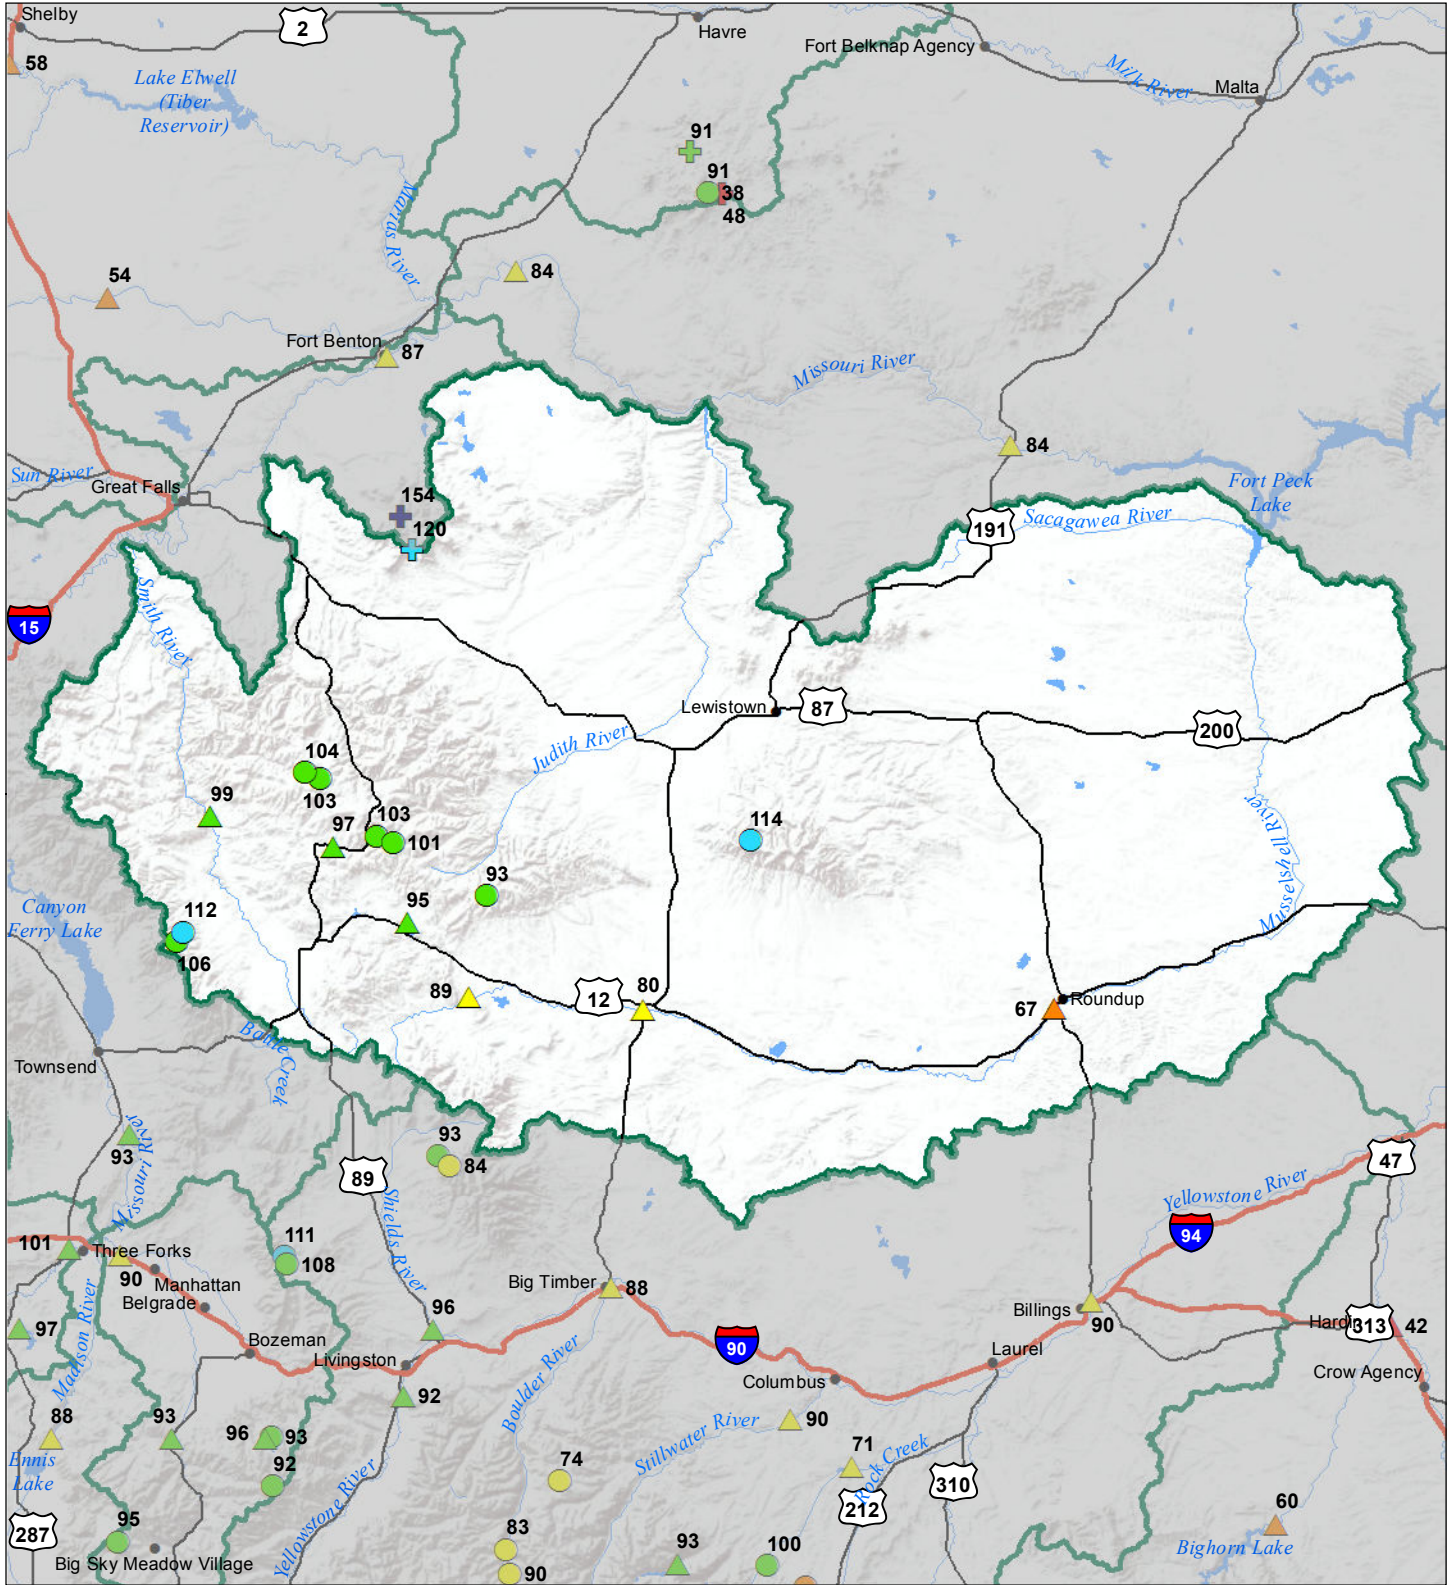 Shelby
2
Havre
Fort Belknap Agency
58
Lake Elwell
(Tiber
Reservoir)
Milk River
Malta
91
91
38
48
Marias River
54
84
Fort Benton
87
Missouri River
84
Sun River
Great Falls
154
120
Fort Peck
Lake
191
Sacagawea River
15
Smith River
Lewistown
87
200
Judith River
104
103
99
97
103
101
114
93
Musselshell River
Canyon
Ferry Lake
112
106
95
89
12
80
67
Roundup
Townsend
Battle Creek
93
Missouri River
93
84
89
47
Shields River
Yellowstone River
94
101
Three Forks
90
Manhattan
Belgrade
111
108
Big Timber
88
Billings
90
Hardi
313
42
97
Madison River
96
Bozeman
Livingston
90
Laurel
Columbus
Crow Agency
Boulder River
92
88
93
96
93
92
90
Stillwater River
71
Rock Creek
Ennis
Lake
74
310
212
287
95
Big Sky Meadow Village
Yellowstone River
83
90
93
100
60
Bighorn Lake